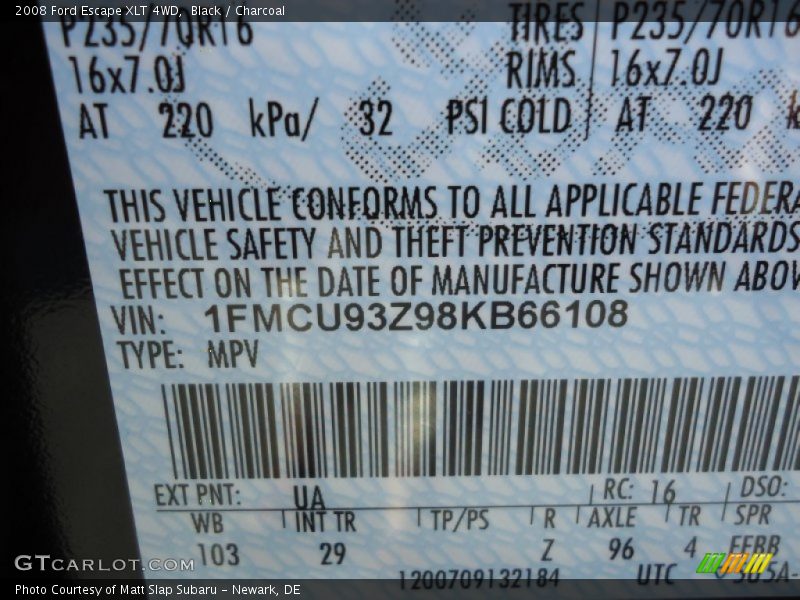 2008 Ford Escape XLT 4WD, Black / Charcoal
P235/70R16 TIRES P235/70R16
16x7.0J RIMS 16x7.0J
AT 220 kPa/ 32 PSI COLD AT 220
THIS VEHICLE CONFORMS TO ALL APPLICABLE FEDERA
VEHICLE SAFETY AND THEFT PREVENTION STANDARDS
EFFECT ON THE DATE OF MANUFACTURE SHOWN ABOV
VIN: 1FMCU93Z98KB66108
TYPE: MPV
EXT PNT: UA RC: 16 DSO:
WB INT TR TP/PS R AXLE TR SPR
103 29 Z 96 4
1200709132184 UTC
GTCARLOT.COM
Photo Courtesy of Matt Slap Subaru - Newark, DE